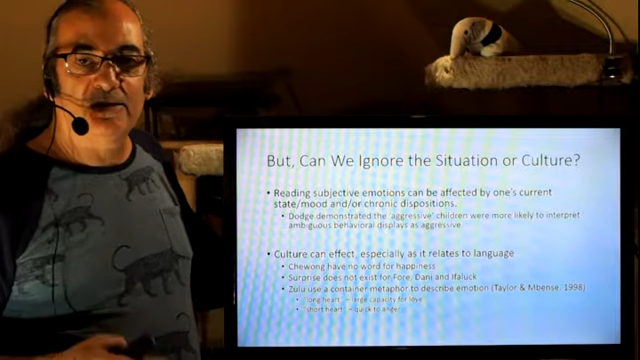 But, Can We Ignore the Situation or Culture?
• Reading subjective emotions can be affected by one's current
state/mood and/or chronic dispositions.
• Dodge demonstrated the 'aggressive' children were more likely to interpret
ambiguous behavioral displays as aggressive
• Culture can effect, especially as it relates to language
• Chewong have no word for happiness
• Surprise does not exist for Fore, Dani and Ifaluck
• Zulu use a container metaphor to describe emotion (Taylor & Mbense, 1998)
• "long heart" = large capacity for love
• "short heart" = quick to anger